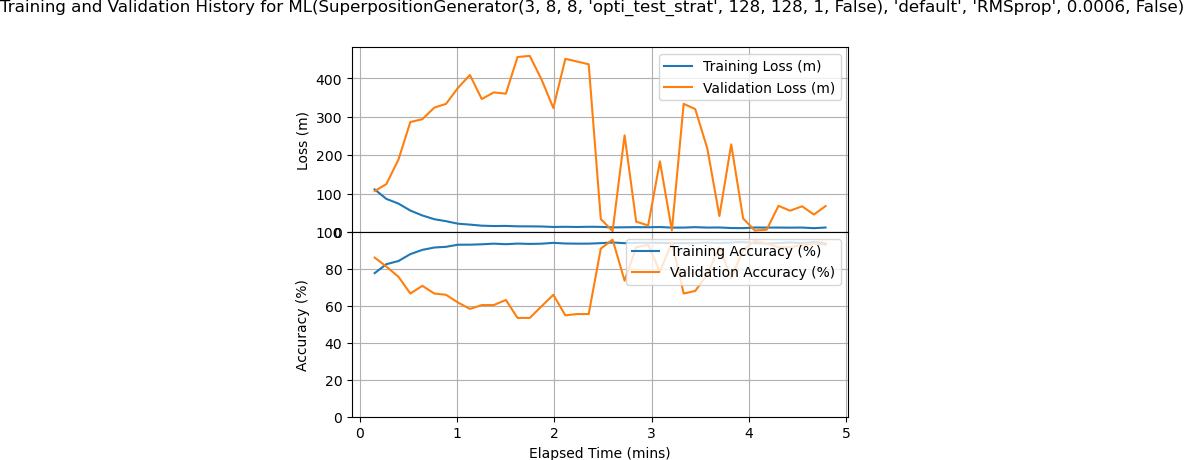 Training and Validation History for ML(SuperpositionGenerator(3, 8, 8, 'opti_test_strat', 128, 128, 1, False), 'default', 'RMSprop', 0.0006, False)
Training Loss (m)
Validation Loss (m)
400
300
200
100
0
Loss (m)
Training Accuracy (%)
Validation Accuracy (%)
100
80
60
40
20
0
Accuracy (%)
0 1 2 3 4 5
Elapsed Time (mins)